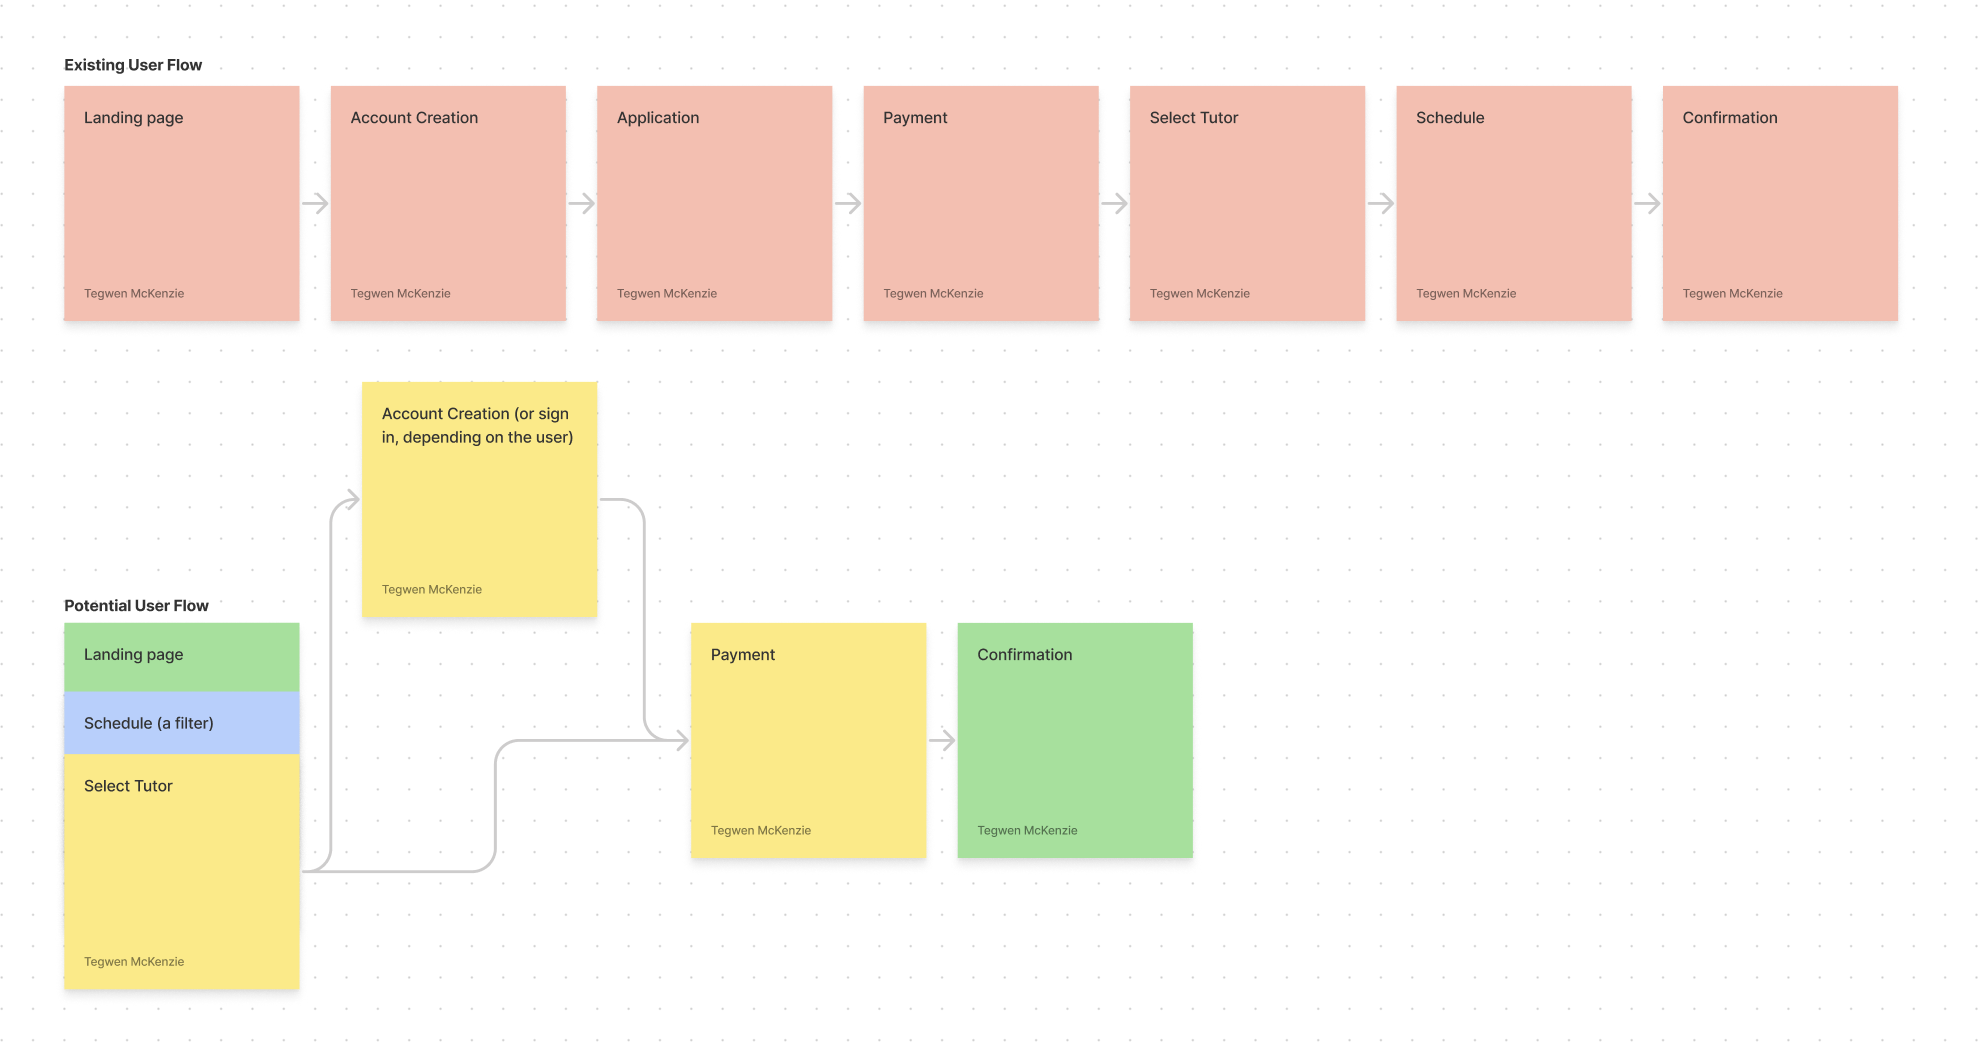 Existing User Flow
Landing page
Tegwen McKenzie
Account Creation
Tegwen McKenzie
Application
Tegwen McKenzie
Payment
Tegwen McKenzie
Select Tutor
Tegwen McKenzie
Schedule
Tegwen McKenzie
Confirmation
Tegwen McKenzie
Account Creation (or sign
in, depending on the user)
Tegwen McKenzie
Potential User Flow
Landing page
Schedule (a filter)
Select Tutor
Tegwen McKenzie
Payment
Tegwen McKenzie
Confirmation
Tegwen McKenzie